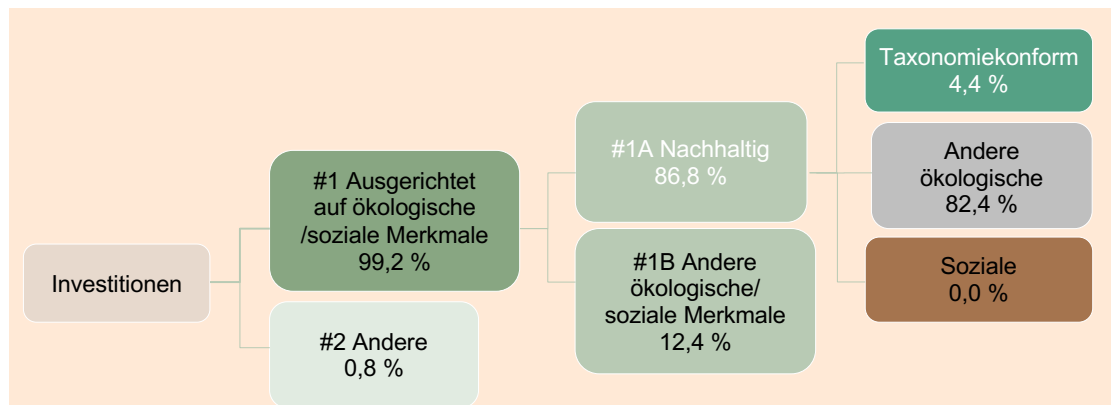 Investitionen
#1 Ausgerichtet
auf ökologische
/soziale Merkmale
99,2 %
#2 Andere
0,8 %
#1A Nachhaltig
86,8 %
#1B Andere
ökologische/
soziale Merkmale
12,4 %
Taxonomiekonform
4,4 %
Andere
ökologische
82,4 %
Soziale
0,0 %